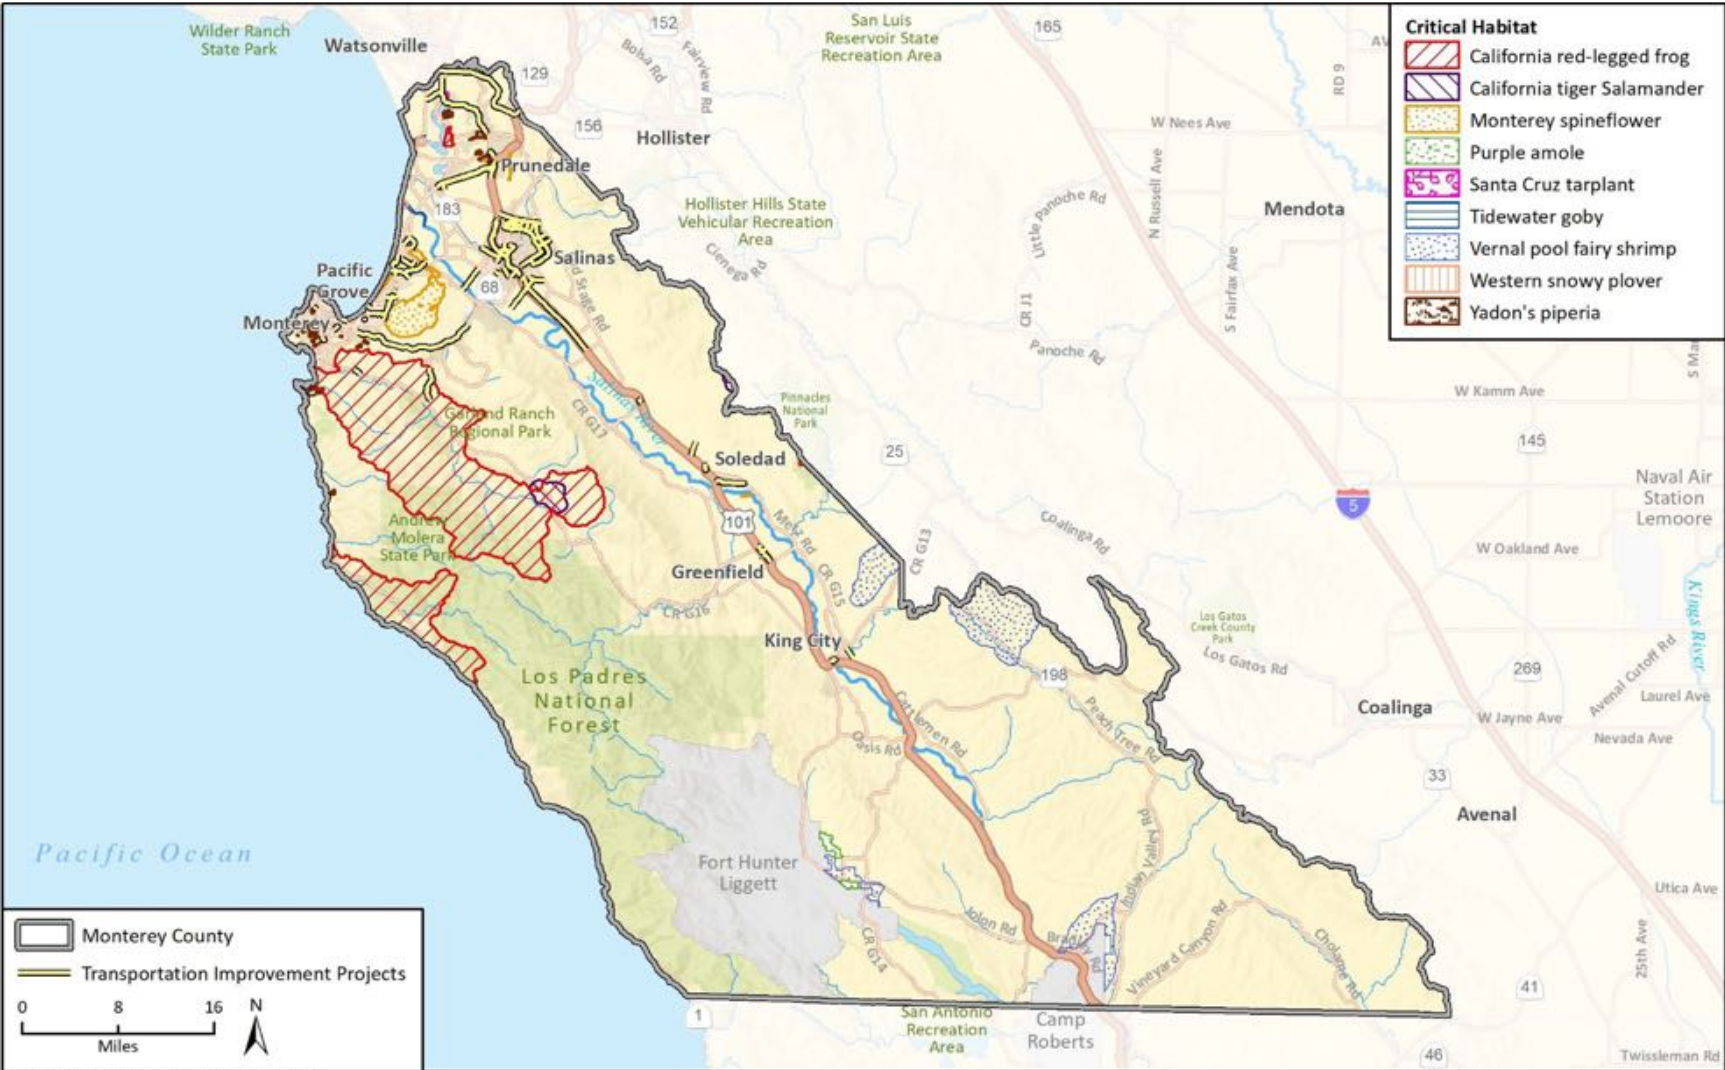 Wilder Ranch
State Park
Watsonville
152
San Luis
Reservoir State
Recreation Area
165
Bolsa Rd
Fairview Rd
129
156
Hollister
RD 9
W Nees Ave
Prunedale
183
Hollister Hills State
Vehicular Recreation
Area
Cienega Rd
Little Panoche Rd
N Russell Ave
Mendota
Salinas
68
Pacific
Grove
Monterey
CR J1
S Fairfax Ave
Panoche Rd
Salinas River
CR G17
Pinnacles
National
Park
W Kamm Ave
Garland Ranch
Regional Park
145
25
Soledad
Naval Air
Station
Lemoore
5
101
Metz Rd
Andrew
Molera
State Park
Coalinga Rd
CR G13
W Oakland Ave
Greenfield
CR G15
CR G16
King City
Los Gatos
Creek County
Park
Los Gatos Rd
Kings River
Los Padres
National
Forest
198
269
Avenal Cutoff Rd
Laurel Ave
Coalinga
W Jayne Ave
Nevada Ave
Cattlemen Rd
Oasis Rd
Peach Tree Rd
33
Avenal
Indian Valley Rd
Pacific Ocean
Fort Hunter
Liggett
Utica Ave
Jolon Rd
CR G14
Bradley Rd
Vineyard Canyon Rd
Cholame Rd
25th Ave
41
1
San Antonio
Recreation
Area
Camp
Roberts
46
Twissleman Rd
Critical Habitat
California red-legged frog
California tiger Salamander
Monterey spineflower
Purple amole
Santa Cruz tarplant
Tidewater goby
Vernal pool fairy shrimp
Western snowy plover
Yadon's piperia
Monterey County
Transportation Improvement Projects
0 8 16
Miles
N